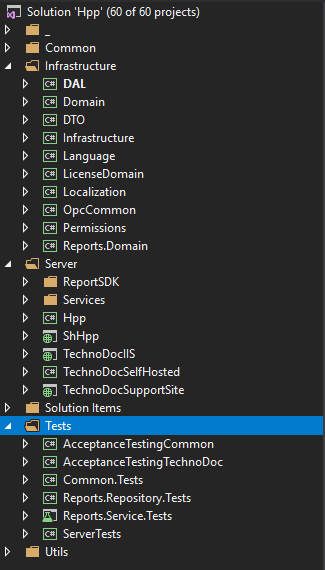 Solution 'Hpp' (60 of 60 projects)
_
Common
Infrastructure
C# DAL
C# Domain
C# DTO
C# Infrastructure
C# Language
C# LicenseDomain
C# Localization
C# OpcCommon
C# Permissions
C# Reports.Domain
Server
ReportSDK
Services
C# Hpp
ShHpp
TechnoDocIIS
C# TechnoDocSelfHosted
TechnoDocSupportSite
Solution Items
Tests
C# AcceptanceTestingCommon
C# AcceptanceTestingTechnoDoc
C# Common.Tests
C# Reports.Repository.Tests
Reports.Service.Tests
C# ServerTests
Utils